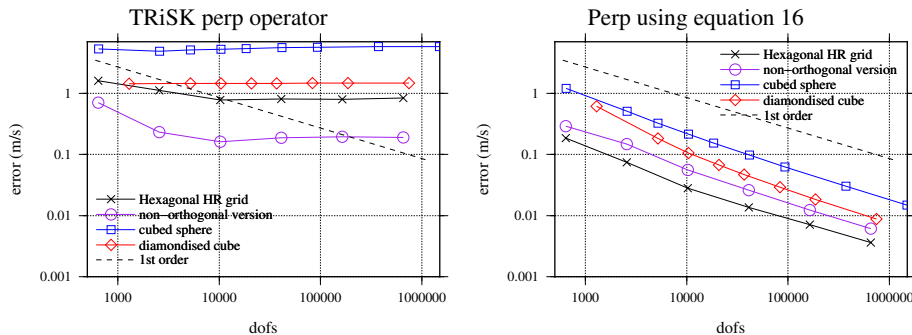 TRiSK perp operator
error (m/s)
1
0.1
0.01
0.001
Hexagonal HR grid
non−orthogonal version
cubed sphere
diamondised cube
1st order
1000
10000
100000
1000000
dofs
Perp using equation 16
error (m/s)
1
0.1
0.01
0.001
Hexagonal HR grid
non−orthogonal version
cubed sphere
diamondised cube
1st order
1000
10000
100000
1000000
dofs